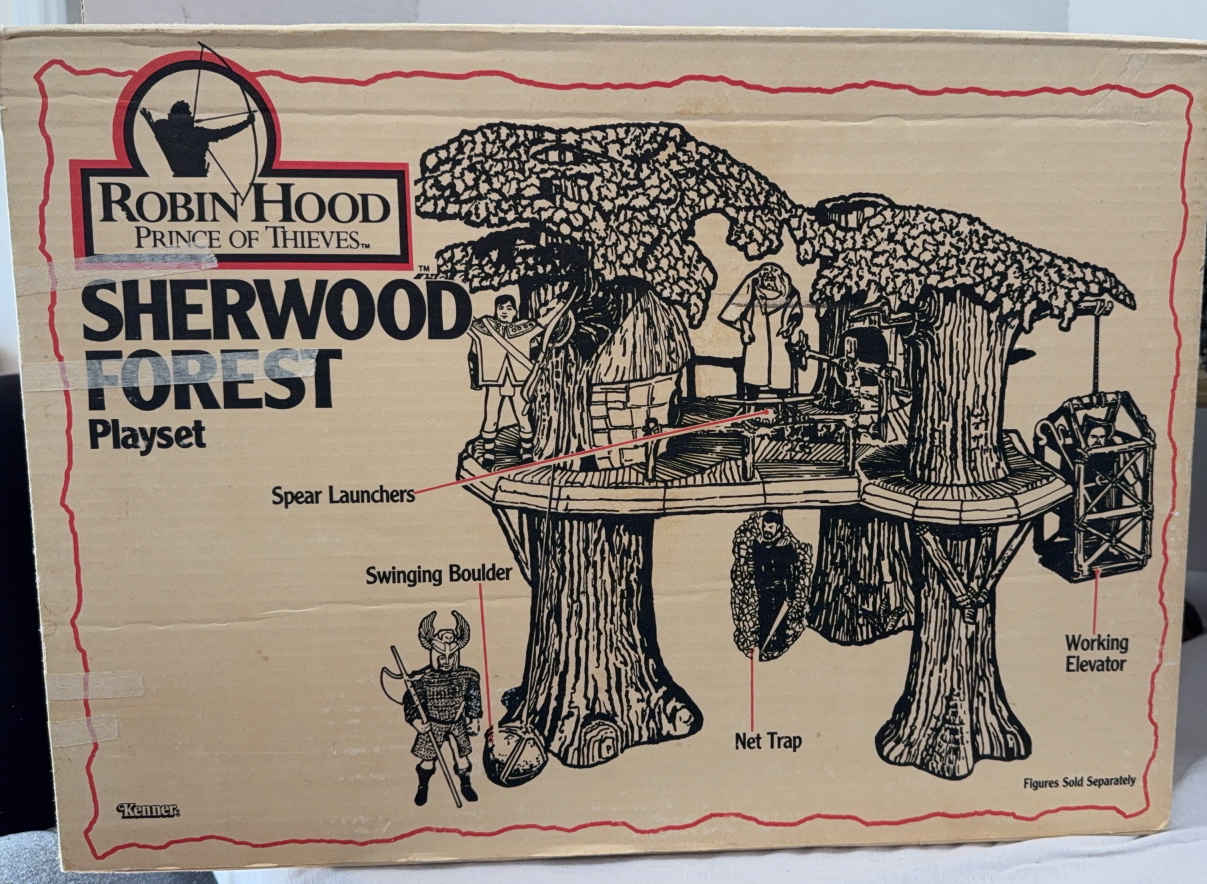 ROBIN HOOD
PRINCE OF THIEVES™
™
SHERWOOD
FOREST
Playset
Spear Launchers
Swinging Boulder
Working
Elevator
Net Trap
Figures Sold Separately
Kenner